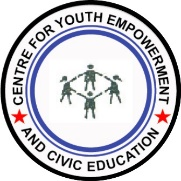 CENTRE FOR YOUTH EMPOWERMENT
AND CIVIC EDUCATION